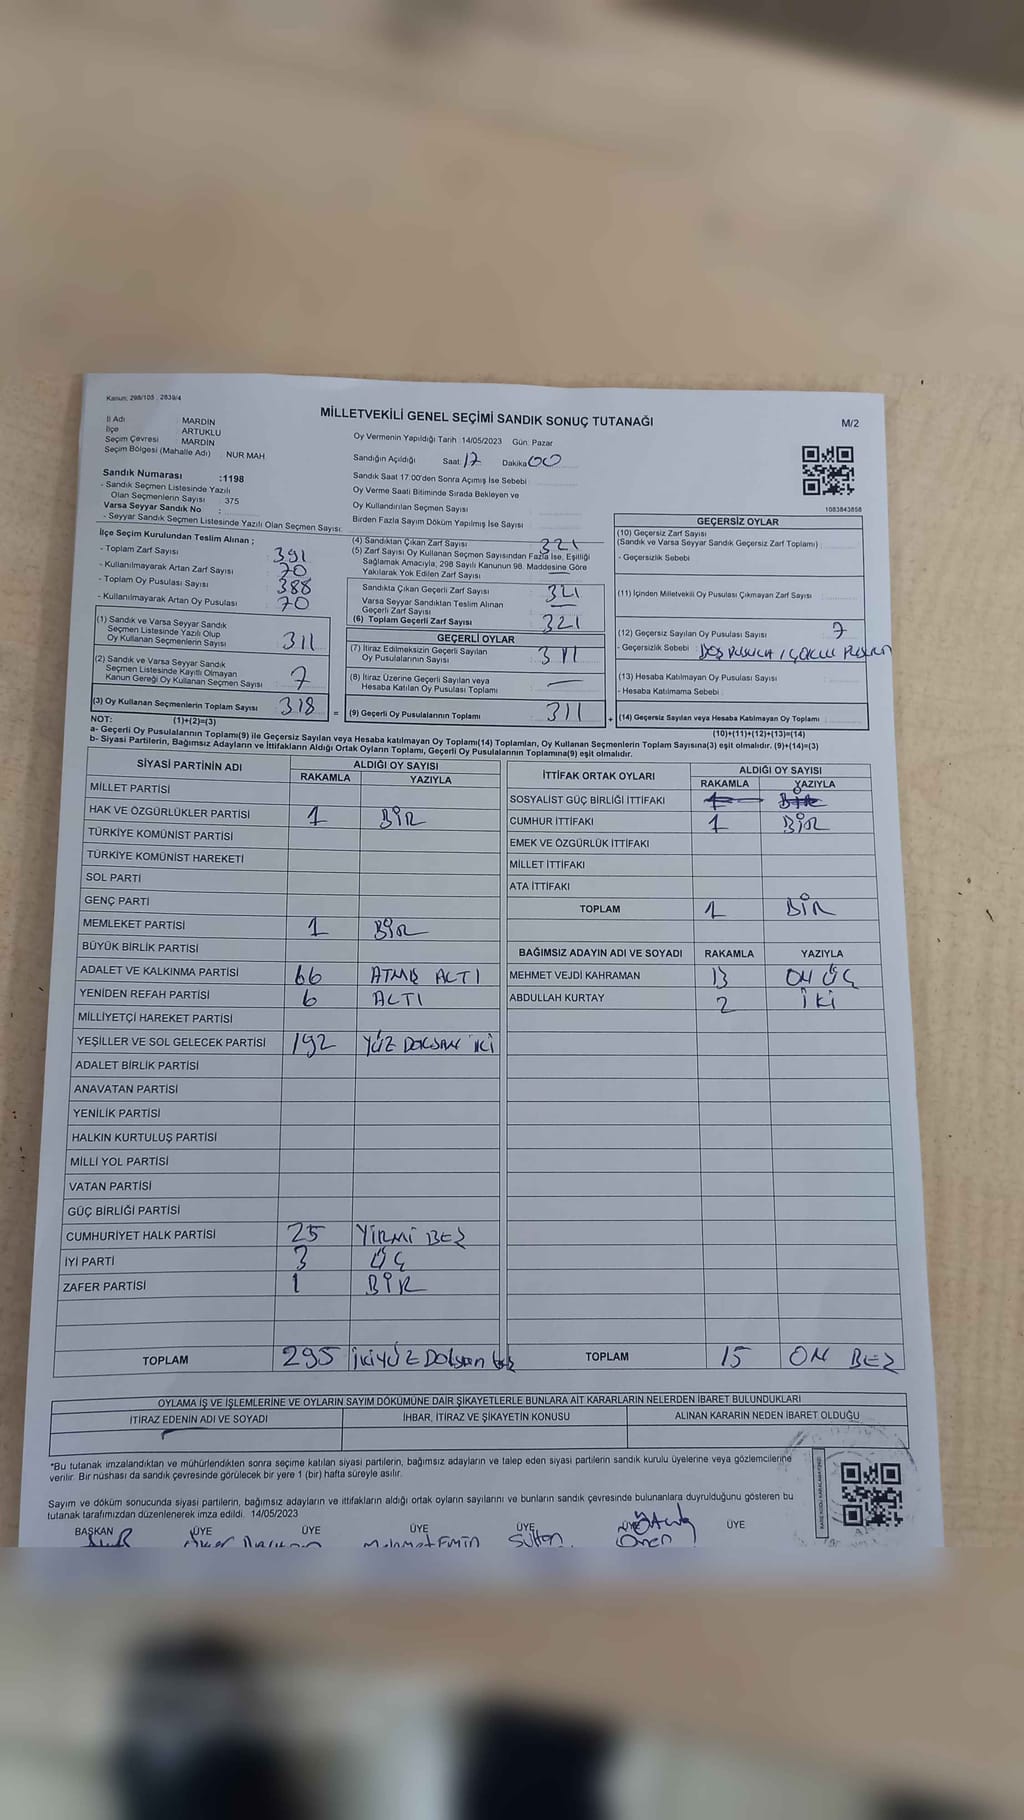 Kanun: 298/105 , 2839/4
MİLLETVEKİLİ GENEL SEÇİMİ SANDIK SONUÇ TUTANAĞI
M/2
İl Adı : MARDİN
İlçe : ARTUKLU
Seçim Çevresi : MARDİN
Seçim Bölgesi (Mahalle Adı) : NUR MAH
Oy Vermenin Yapıldığı Tarih :14/05/2023 Gün: Pazar
Sandığın Açıldığı Saat: 17 Dakika: 00
Sandık Numarası :1198
- Sandık Seçmen Listesinde Yazılı
Olan Seçmenlerin Sayısı : 375
Varsa Seyyar Sandık No :
- Seyyar Sandık Seçmen Listesinde Yazılı Olan Seçmen Sayısı:
Sandık Saat 17.00'den Sonra Açımış İse Sebebi :
Oy Verme Saati Bitiminde Sırada Bekleyen ve
Oy Kullandırılan Seçmen Sayısı :
Birden Fazla Sayım Döküm Yapılmış İse Sayısı :
1083843858
İlçe Seçim Kurulundan Teslim Alınan ;
- Toplam Zarf Sayısı : 391
- Kullanılmayarak Artan Zarf Sayısı : 70
- Toplam Oy Pusulası Sayısı : 388
- Kullanılmayarak Artan Oy Pusulası : 70
(1) Sandık ve Varsa Seyyar Sandık
Seçmen Listesinde Yazılı Olup
Oy Kullanan Seçmenlerin Sayısı : 311
(2) Sandık ve Varsa Seyyar Sandık
Seçmen Listesinde Kayıtlı Olmayan
Kanun Gereği Oy Kullanan Seçmen Sayısı : 7
(3) Oy Kullanan Seçmenlerin Toplam Sayısı : 318
(4) Sandıktan Çıkan Zarf Sayısı : 321
(5) Zarf Sayısı Oy Kullanan Seçmen Sayısından Fazla İse, Eşitliği
Sağlamak Amacıyla, 298 Sayılı Kanunun 98. Maddesine Göre
Yakılarak Yok Edilen Zarf Sayısı : —
Sandıkta Çıkan Geçerli Zarf Sayısı : 321
Varsa Seyyar Sandıktan Teslim Alınan
Geçerli Zarf Sayısı : —
(6) Toplam Geçerli Zarf Sayısı : 321
GEÇERLİ OYLAR
(7) İtiraz Edilmeksizin Geçerli Sayılan
Oy Pusulalarının Sayısı : 311
(8) İtiraz Üzerine Geçerli Sayılan veya
Hesaba Katılan Oy Pusulası Toplamı : —
= (9) Geçerli Oy Pusulalarının Toplamı : 311
GEÇERSİZ OYLAR
(10) Geçersiz Zarf Sayısı
(Sandık ve Varsa Seyyar Sandık Geçersiz Zarf Toplamı) :
- Geçersizlik Sebebi :
(11) İçinden Milletvekili Oy Pusulası Çıkmayan Zarf Sayısı :
(12) Geçersiz Sayılan Oy Pusulası Sayısı : 7
- Geçersizlik Sebebi :
(13) Hesaba Katılmayan Oy Pusulası Sayısı :
- Hesaba Katılmama Sebebi :
+ (14) Geçersiz Sayılan veya Hesaba Katılmayan Oy Toplamı :
NOT: (1)+(2)=(3)
(10)+(11)+(12)+(13)=(14)
a- Geçerli Oy Pusulalarının Toplamı(9) ile Geçersiz Sayılan veya Hesaba katılmayan Oy Toplamı(14) Toplamları, Oy Kullanan Seçmenlerin Toplam Sayısına(3) eşit olmalıdır. (9)+(14)=(3)
b- Siyasi Partilerin, Bağımsız Adayların ve İttifakların Aldığı Ortak Oyların Toplamı, Geçerli Oy Pusulalarının Toplamına(9) eşit olmalıdır.
SİYASİ PARTİNİN ADI
ALDIĞI OY SAYISI
RAKAMLA YAZIYLA
MİLLET PARTİSİ
HAK VE ÖZGÜRLÜKLER PARTİSİ 1 BİR
TÜRKİYE KOMÜNİST PARTİSİ
TÜRKİYE KOMÜNİST HAREKETİ
SOL PARTİ
GENÇ PARTİ
MEMLEKET PARTİSİ 1 BİR
BÜYÜK BİRLİK PARTİSİ
ADALET VE KALKINMA PARTİSİ 66 ATMIŞ ALTI
YENİDEN REFAH PARTİSİ 6 ALTI
MİLLİYETÇİ HAREKET PARTİSİ
YEŞİLLER VE SOL GELECEK PARTİSİ 192 YÜZ DOKSAN İKİ
ADALET BİRLİK PARTİSİ
ANAVATAN PARTİSİ
YENİLİK PARTİSİ
HALKIN KURTULUŞ PARTİSİ
MİLLİ YOL PARTİSİ
VATAN PARTİSİ
GÜÇ BİRLİĞİ PARTİSİ
CUMHURİYET HALK PARTİSİ 25 YİRMİ BEŞ
İYİ PARTİ 3 ÜÇ
ZAFER PARTİSİ 1 BİR
TOPLAM 295 İKİYÜZ Doksan beş
İTTİFAK ORTAK OYLARI
ALDIĞI OY SAYISI
RAKAMLA YAZIYLA
SOSYALİST GÜÇ BİRLİĞİ İTTİFAKI 1 BİR
CUMHUR İTTİFAKI 1 BİR
EMEK VE ÖZGÜRLÜK İTTİFAKI
MİLLET İTTİFAKI
ATA İTTİFAKI
TOPLAM 1 BİR
BAĞIMSIZ ADAYIN ADI VE SOYADI RAKAMLA YAZIYLA
MEHMET VEJDİ KAHRAMAN 13 ON ÜÇ
ABDULLAH KURTAY 2 İKİ
TOPLAM 15 ON BEŞ
OYLAMA İŞ VE İŞLEMLERİNE VE OYLARIN SAYIM DÖKÜMÜNE DAİR ŞİKAYETLERLE BUNLARA AİT KARARLARIN NELERDEN İBARET BULUNDUKLARI
İTİRAZ EDENİN ADI VE SOYADI İHBAR, İTİRAZ VE ŞİKAYETİN KONUSU ALINAN KARARIN NEDEN İBARET OLDUĞU
*Bu tutanak imzalandıktan ve mühürlendikten sonra seçime katılan siyasi partilerin, bağımsız adayların ve talep eden siyasi partilerin sandık kurulu üyelerine veya gözlemcilerine
verilir. Bir nüshası da sandık çevresinde görülecek bir yere 1 (bir) hafta süreyle asılır.
Sayım ve döküm sonucunda siyasi partilerin, bağımsız adayların ve ittifakların aldığı ortak oyların sayılarını ve bunların sandık çevresinde bulunanlara duyrulduğunu gösteren bu
tutanak tarafımızdan düzenlenerek imza edildi. 14/05/2023
BAŞKAN ÜYE ÜYE ÜYE ÜYE ÜYE ÜYE
Mehmet Emin Sultan